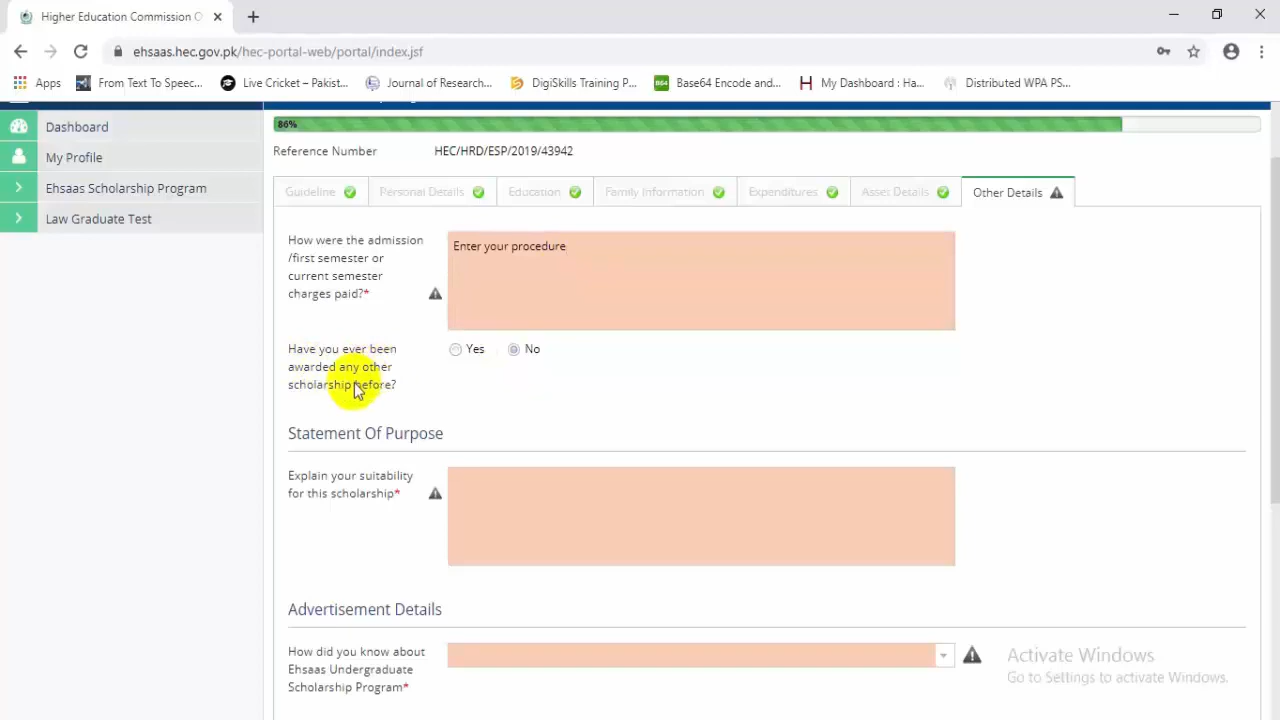 Higher Education Commission O
ehsaas.hec.gov.pk/hec-portal-web/portal/index.jsf
Apps
From Text To Speec...
Live Cricket – Pakist...
Journal of Research...
DigiSkills Training P...
B64
Base64 Encode and...
H
My Dashboard : Ha...
Distributed WPA PS...
Dashboard
My Profile
Ehsaas Scholarship Program
Law Graduate Test
86%
Reference Number HEC/HRD/ESP/2019/43942
Guideline
Personal Details
Education
Family Information
Expenditures
Asset Details
Other Details
How were the admission
/first semester or
current semester
charges paid?*
Enter your procedure
Have you ever been
awarded any other
scholarship before?
Yes
No
Statement Of Purpose
Explain your suitability
for this scholarship*
Advertisement Details
How did you know about
Ehsaas Undergraduate
Scholarship Program*
Activate Windows
Go to Settings to activate Windows.